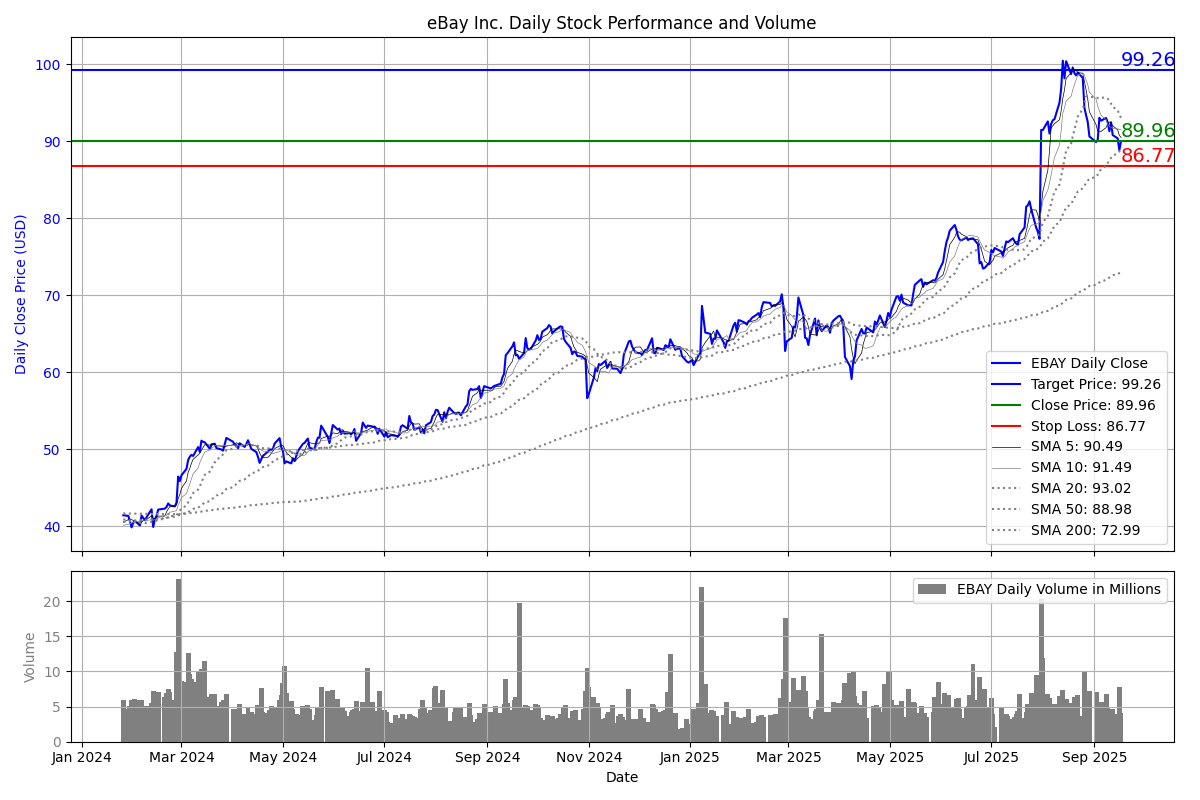 eBay Inc. Daily Stock Performance and Volume
Daily Close Price (USD)
100
90
80
70
60
50
40
99.26
89.96
86.77
EBAY Daily Close
Target Price: 99.26
Close Price: 89.96
Stop Loss: 86.77
SMA 5: 90.49
SMA 10: 91.49
SMA 20: 93.02
SMA 50: 88.98
SMA 200: 72.99
Volume
20
15
10
5
0
EBAY Daily Volume in Millions
Jan 2024 Mar 2024 May 2024 Jul 2024 Sep 2024 Nov 2024 Jan 2025 Mar 2025 May 2025 Jul 2025 Sep 2025
Date